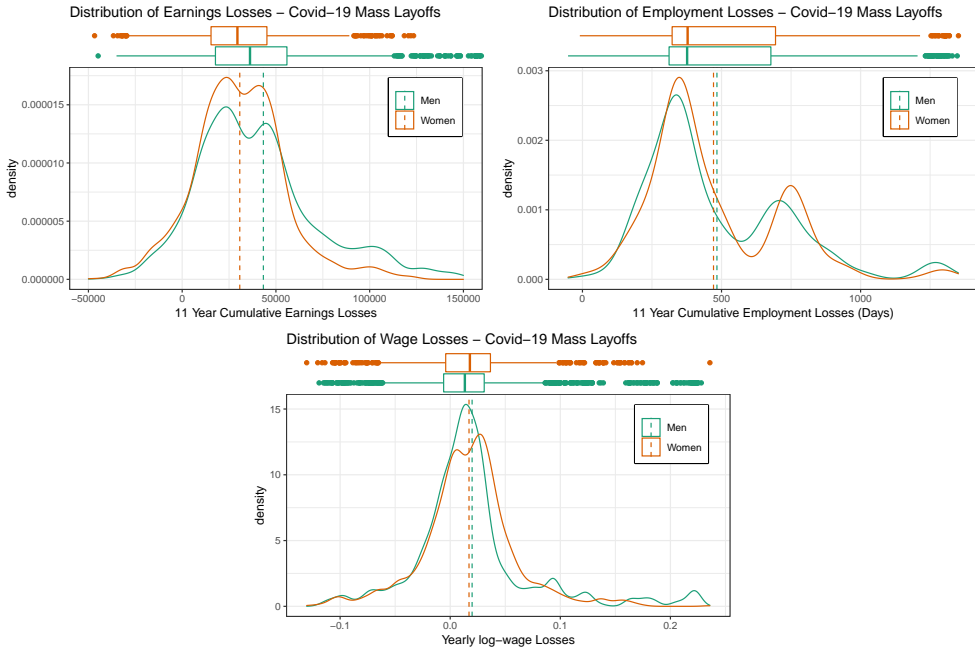 Distribution of Earnings Losses – Covid–19 Mass Layoffs
0.000015
0.000010
0.000005
0.000000
density
Men
Women
−50000 0 50000 100000 150000
11 Year Cumulative Earnings Losses
Distribution of Employment Losses – Covid–19 Mass Layoffs
0.003
0.002
0.001
0.000
density
Men
Women
0 500 1000
11 Year Cumulative Employment Losses (Days)
Distribution of Wage Losses – Covid–19 Mass Layoffs
15
10
5
0
density
Men
Women
−0.1 0.0 0.1 0.2
Yearly log–wage Losses